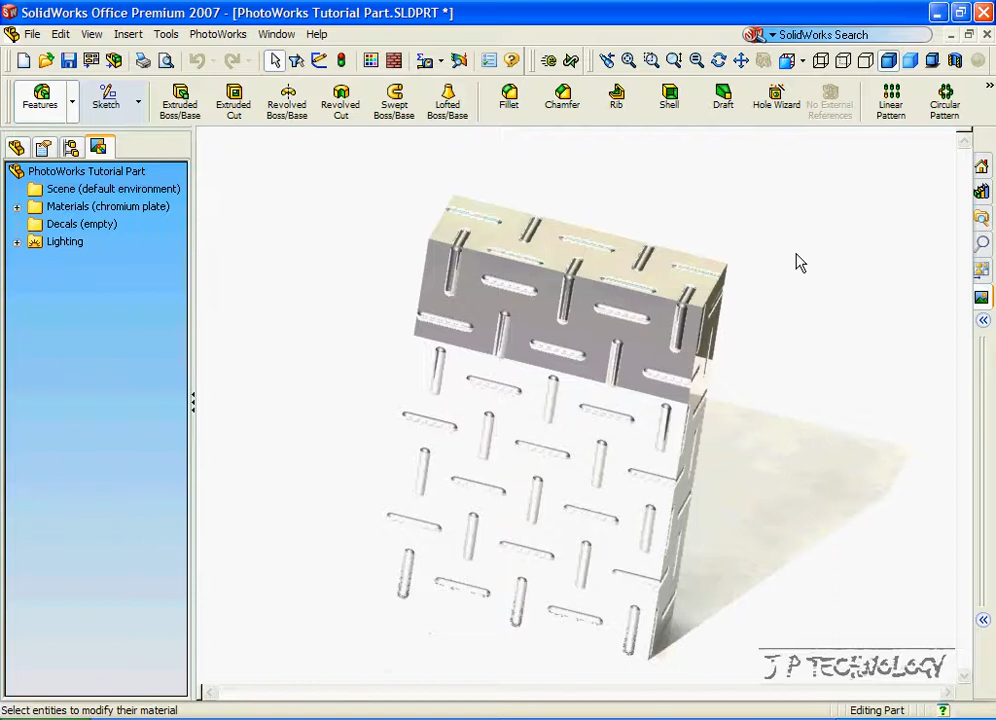 SolidWorks Office Premium 2007 - [PhotoWorks Tutorial Part.SLDPRT *]
File Edit View Insert Tools PhotoWorks Window Help SolidWorks Search
Features Sketch Extruded Boss/Base Extruded Cut Revolved Boss/Base Revolved Cut Swept Boss/Base Lofted Boss/Base Fillet Chamfer Rib Shell Draft Hole Wizard No External References Linear Pattern Circular Pattern
PhotoWorks Tutorial Part
Scene (default environment)
Materials (chromium plate)
Decals (empty)
Lighting
J P TECHNOLOGY
Select entities to modify their material Editing Part